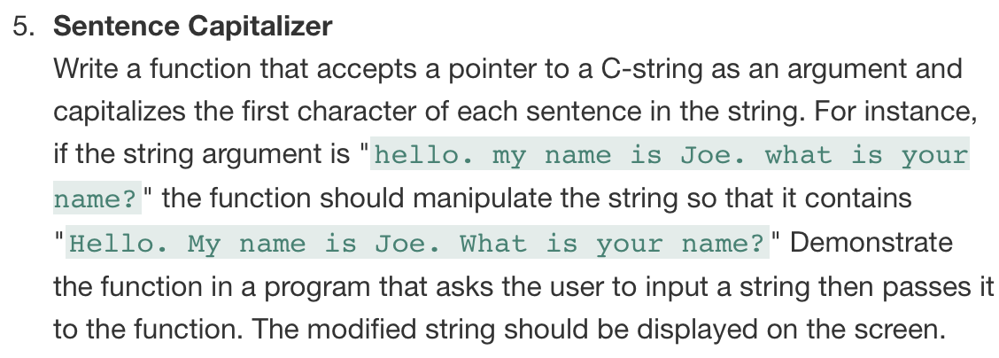 5. Sentence Capitalizer
Write a function that accepts a pointer to a C-string as an argument and
capitalizes the first character of each sentence in the string. For instance,
if the string argument is "hello. my name is Joe. what is your
name?" the function should manipulate the string so that it contains
"Hello. My name is Joe. What is your name?" Demonstrate
the function in a program that asks the user to input a string then passes it
to the function. The modified string should be displayed on the screen.